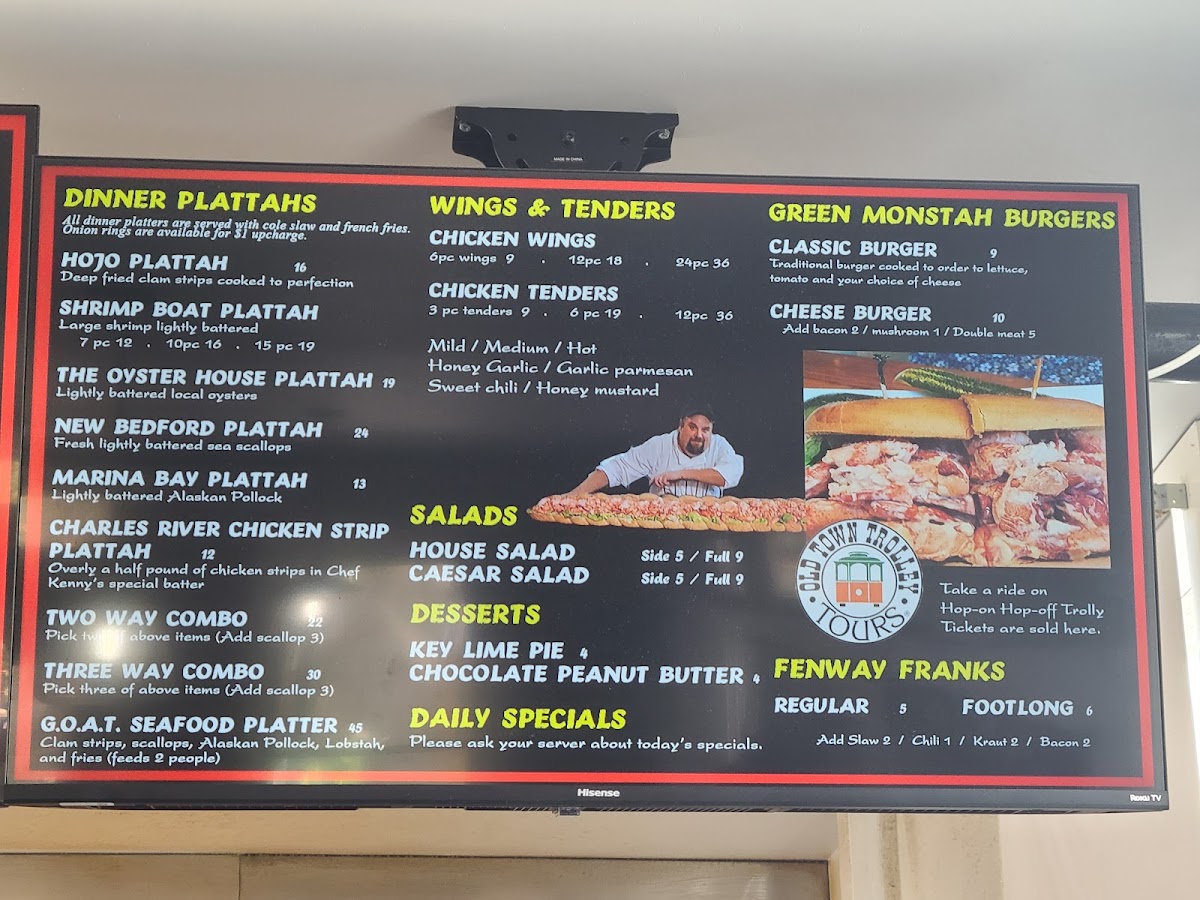 MADE IN CHINA
DINNER PLATTAHS
All dinner platters are served with cole slaw and french fries.
Onion rings are available for $1 upcharge.
HOJO PLATTAH 16
Deep fried clam strips cooked to perfection
SHRIMP BOAT PLATTAH
Large shrimp lightly battered
7 pc 12 . 10pc 16 . 15 pc 19
THE OYSTER HOUSE PLATTAH 19
Lightly battered local oysters
NEW BEDFORD PLATTAH 24
Fresh lightly battered sea scallops
MARINA BAY PLATTAH 13
Lightly battered Alaskan Pollock
CHARLES RIVER CHICKEN STRIP
PLATTAH 12
Overly a half pound of chicken strips in Chef
Kenny's special batter
TWO WAY COMBO 22
Pick two of above items (Add scallop 3)
THREE WAY COMBO 30
Pick three of above items (Add scallop 3)
G.O.A.T. SEAFOOD PLATTER 45
Clam strips, scallops, Alaskan Pollock, Lobstah,
and fries (feeds 2 people)
WINGS & TENDERS
CHICKEN WINGS
6pc wings 9 . 12pc 18 . 24pc 36
CHICKEN TENDERS
3 pc tenders 9 . 6 pc 19 . 12pc 36
Mild / Medium / Hot
Honey Garlic / Garlic parmesan
Sweet chili / Honey mustard
SALADS
HOUSE SALAD Side 5 / Full 9
CAESAR SALAD Side 5 / Full 9
DESSERTS
KEY LIME PIE 4
CHOCOLATE PEANUT BUTTER 4
DAILY SPECIALS
Please ask your server about today's specials.
GREEN MONSTAH BURGERS
CLASSIC BURGER 9
Traditional burger cooked to order to lettuce,
tomato and your choice of cheese
CHEESE BURGER 10
Add bacon 2 / mushroom 1 / Double meat 5
OLD TOWN TROLLEY
TOURS
Take a ride on
Hop-on Hop-off Trolly
Tickets are sold here.
FENWAY FRANKS
REGULAR 5 FOOTLONG 6
Add Slaw 2 / Chili 1 / Kraut 2 / Bacon 2
Hisense
Roku TV